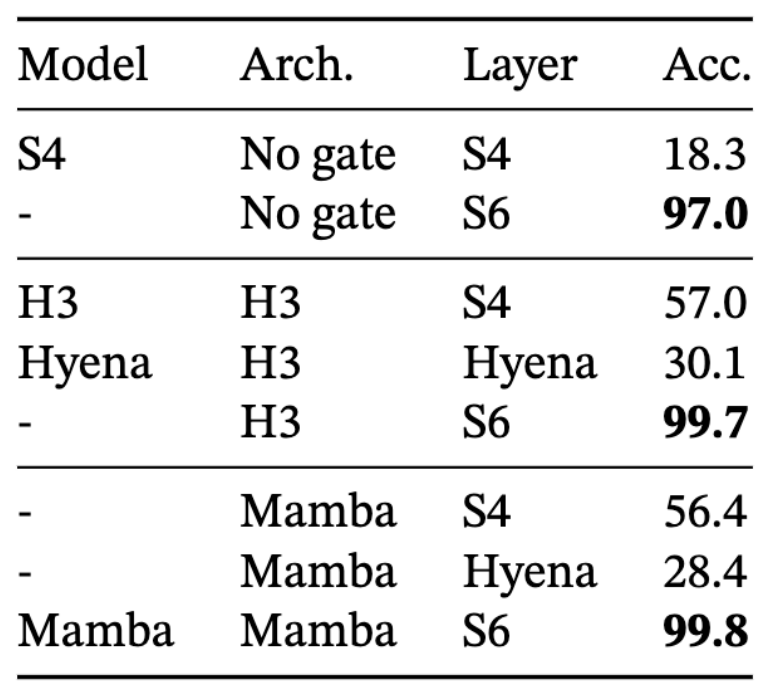 Model Arch. Layer Acc.
S4 No gate S4 18.3
- No gate S6 97.0
H3 H3 S4 57.0
Hyena H3 Hyena 30.1
- H3 S6 99.7
- Mamba S4 56.4
- Mamba Hyena 28.4
Mamba Mamba S6 99.8